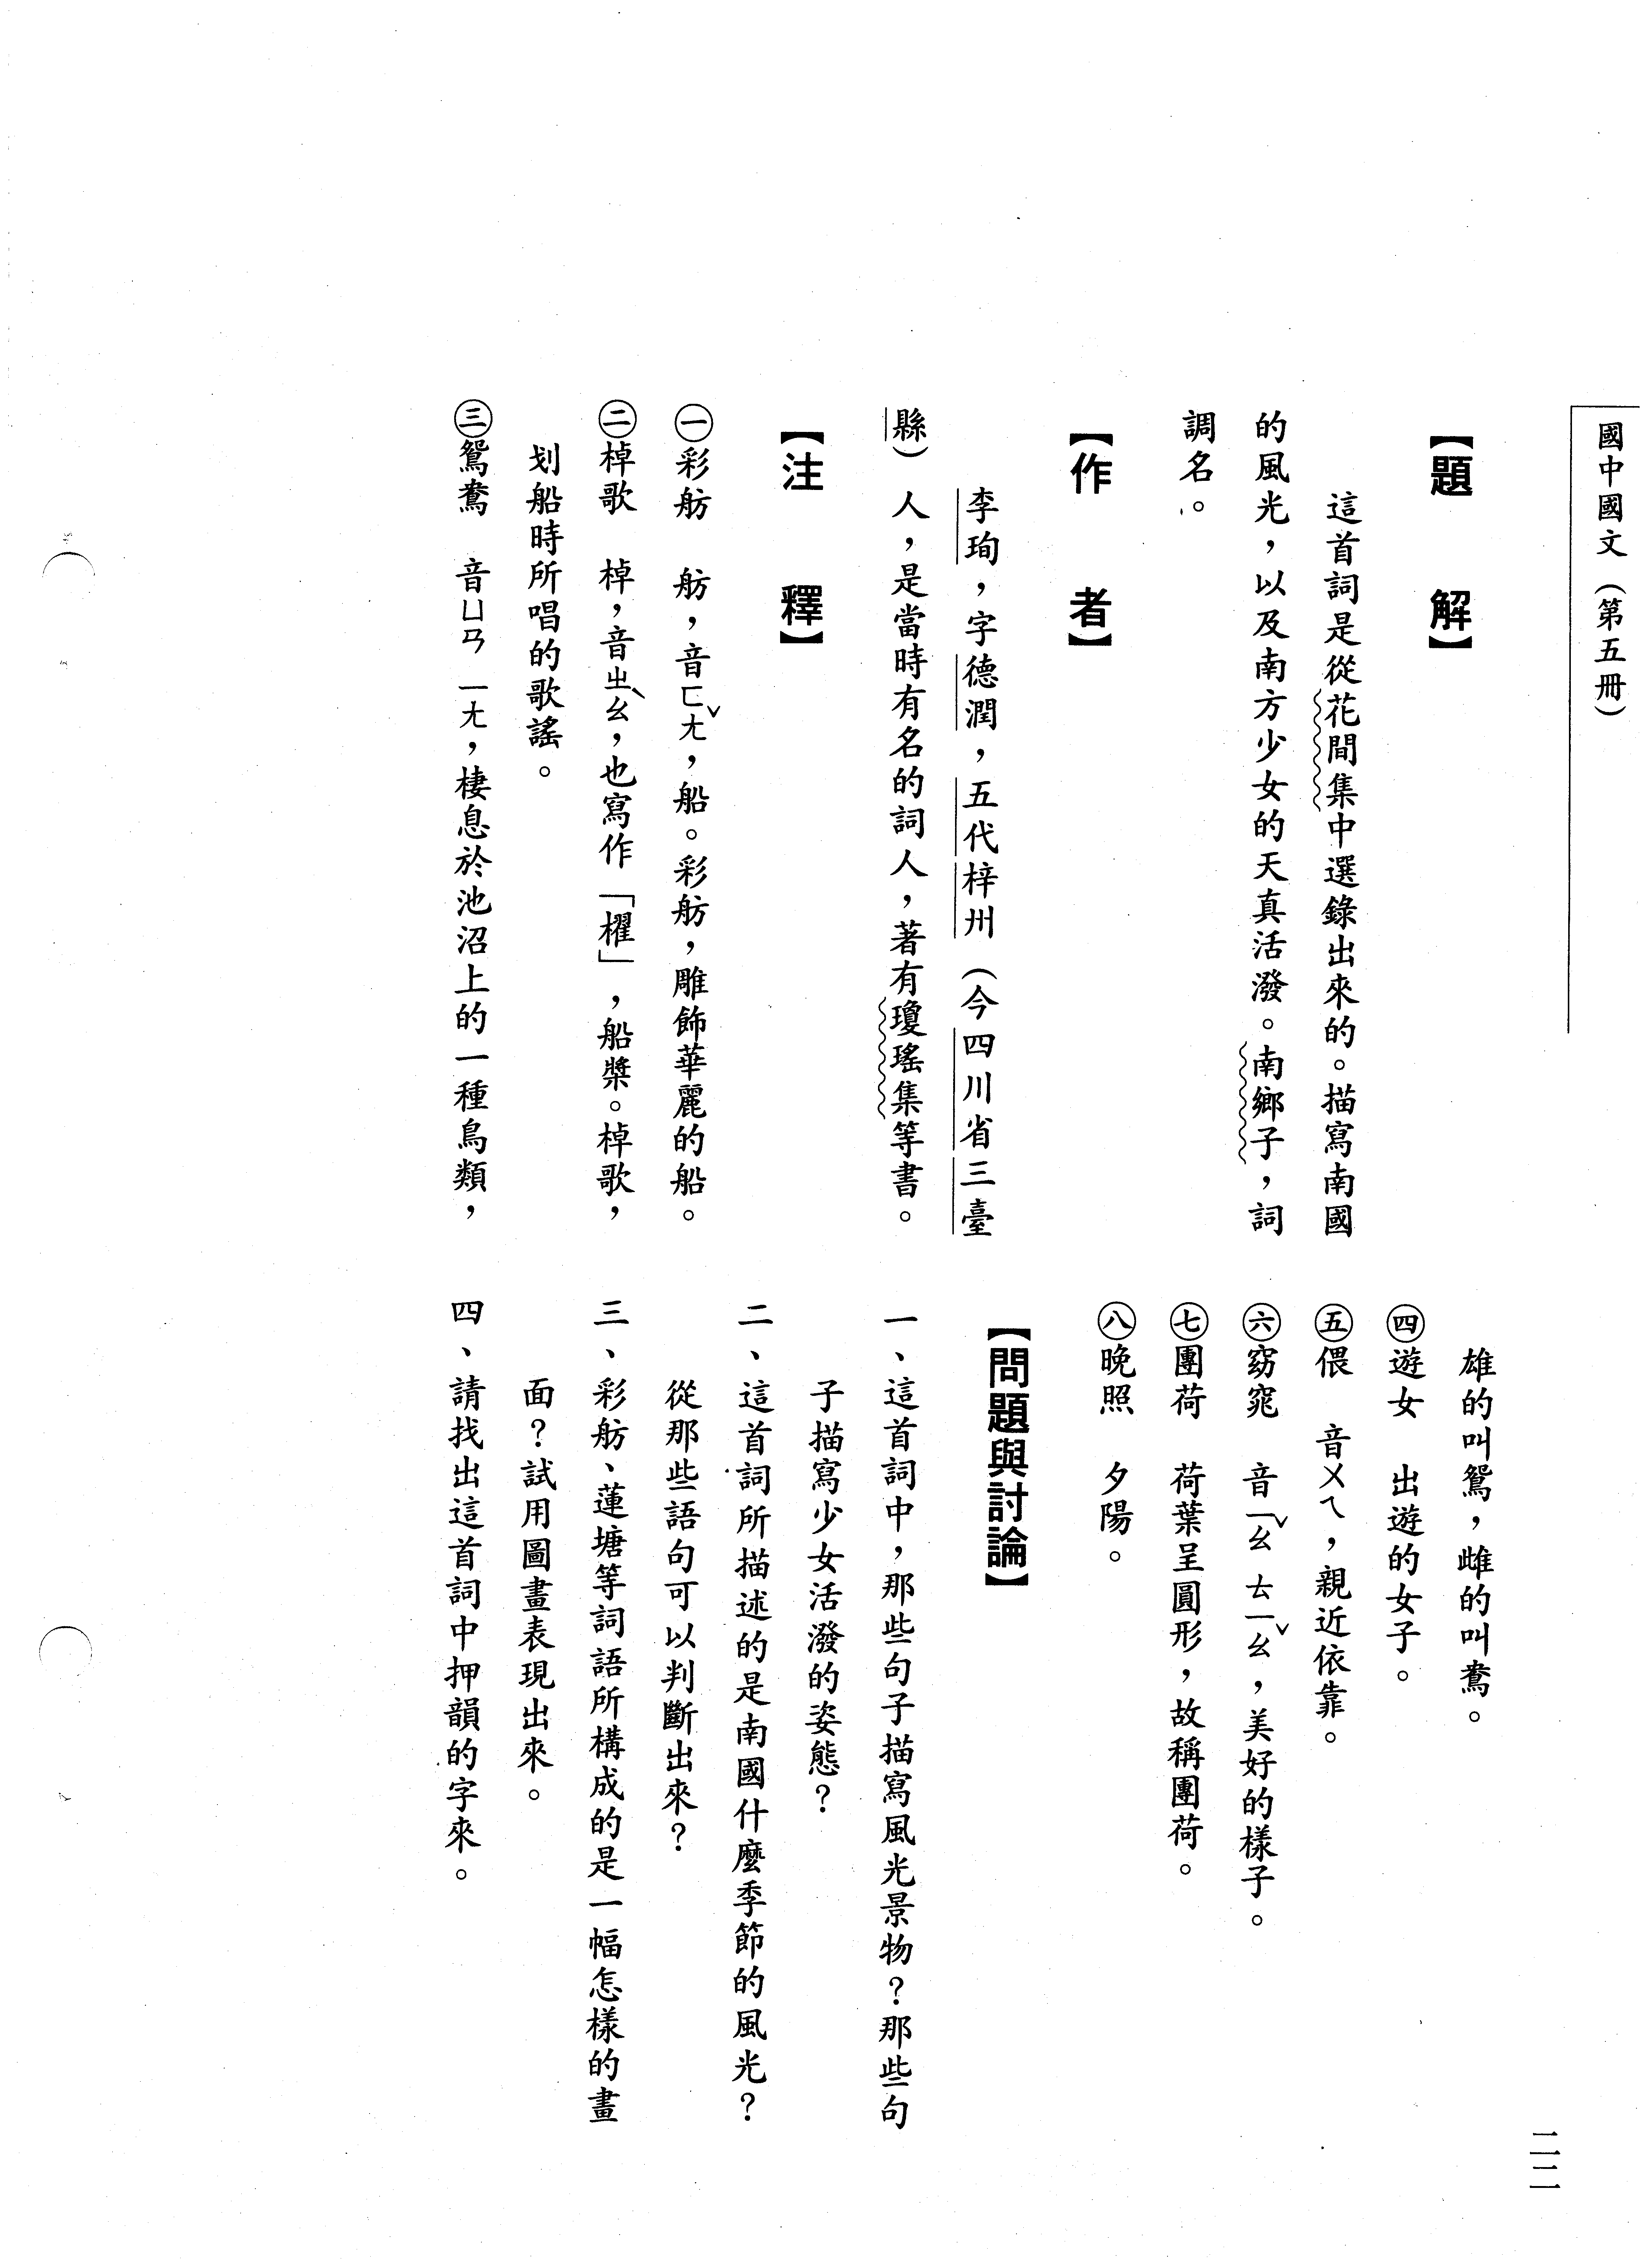 國中國文（第五冊）
【題　解】
這首詞是從花間集中選錄出來的。描寫南國
的風光，以及南方少女的天真活潑。南鄉子，詞
調名。
【作　者】
李珣，字德潤，五代梓州（今四川省三臺
縣）人，是當時有名的詞人，著有瓊瑤集等書。
【注　釋】
㊀彩舫　舫，音ㄈㄤˇ，船。彩舫，雕飾華麗的船。
㊁棹歌　棹，音ㄓㄠˋ，也寫作「櫂」，船槳。棹歌，
划船時所唱的歌謠。
㊂鴛鴦　音ㄩㄢ ㄧㄤ，棲息於池沼上的一種鳥類，
雄的叫鴛，雌的叫鴦。
㊃遊女　出遊的女子。
㊄偎　音ㄨㄟ，親近依靠。
㊅窈窕　音ㄧㄠˇ ㄊㄧㄠˇ，美好的樣子。
㊆團荷　荷葉呈圓形，故稱團荷。
㊇晚照　夕陽。
【問題與討論】
一、這首詞中，那些句子描寫風光景物？那些句
子描寫少女活潑的姿態？
二、這首詞所描述的是南國什麼季節的風光？
從那些語句可以判斷出來？
三、彩舫、蓮塘等詞語所構成的是一幅怎樣的畫
面？試用圖畫表現出來。
四、請找出這首詞中押韻的字來。
二二